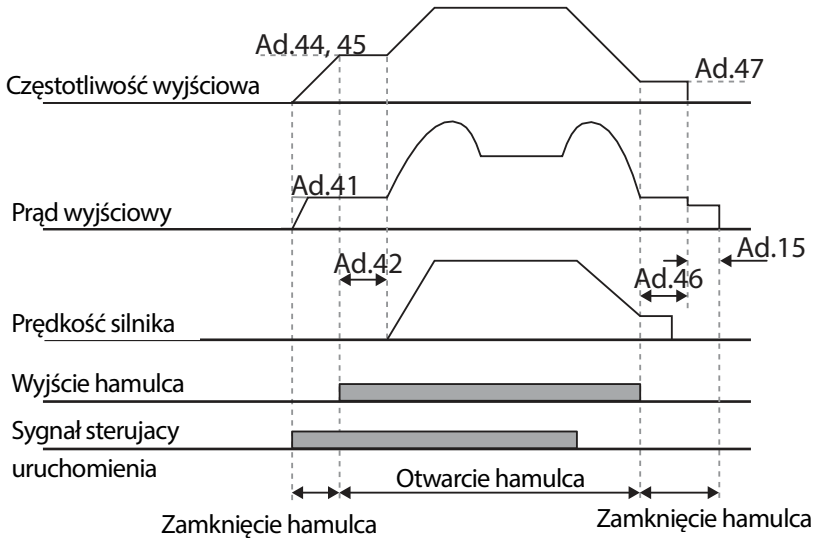 Ad.44, 45
Ad.47
Częstotliwość wyjściowa
Ad.41
Prąd wyjściowy
Ad.15
Ad.42
Ad.46
Prędkość silnika
Wyjście hamulca
Sygnał sterujacy
uruchomienia
Otwarcie hamulca
Zamknięcie hamulca
Zamknięcie hamulca